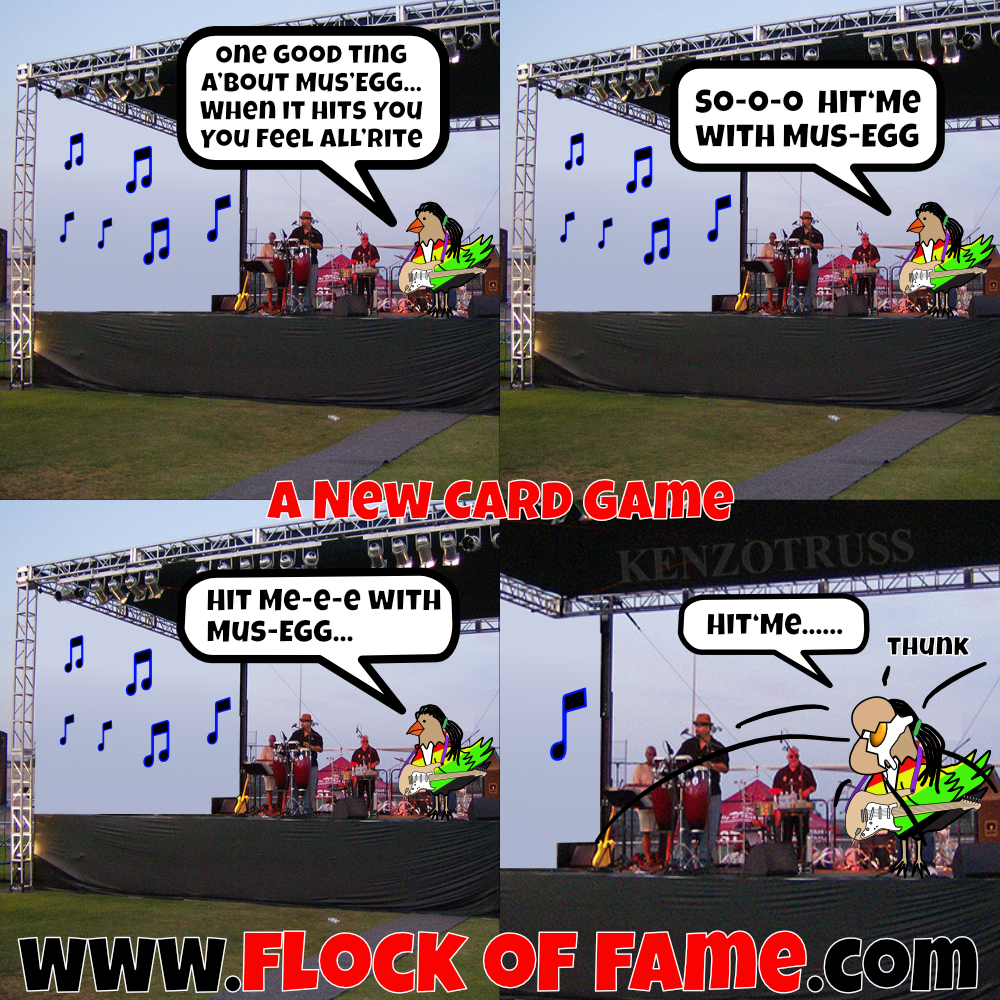 ONE GOOD TING
A'BOUT MUS'EGG...
WHEN IT HITS YOU
YOU FEEL ALL'RITE
SO-O-O HIT'ME
WITH MUS-EGG
A NEW CARD GAME
HIT ME-E-E WITH
MUS-EGG...
KENZOTRUSS
HIT'ME......
THUNK
WWW.FLOCK OF FAME.COM